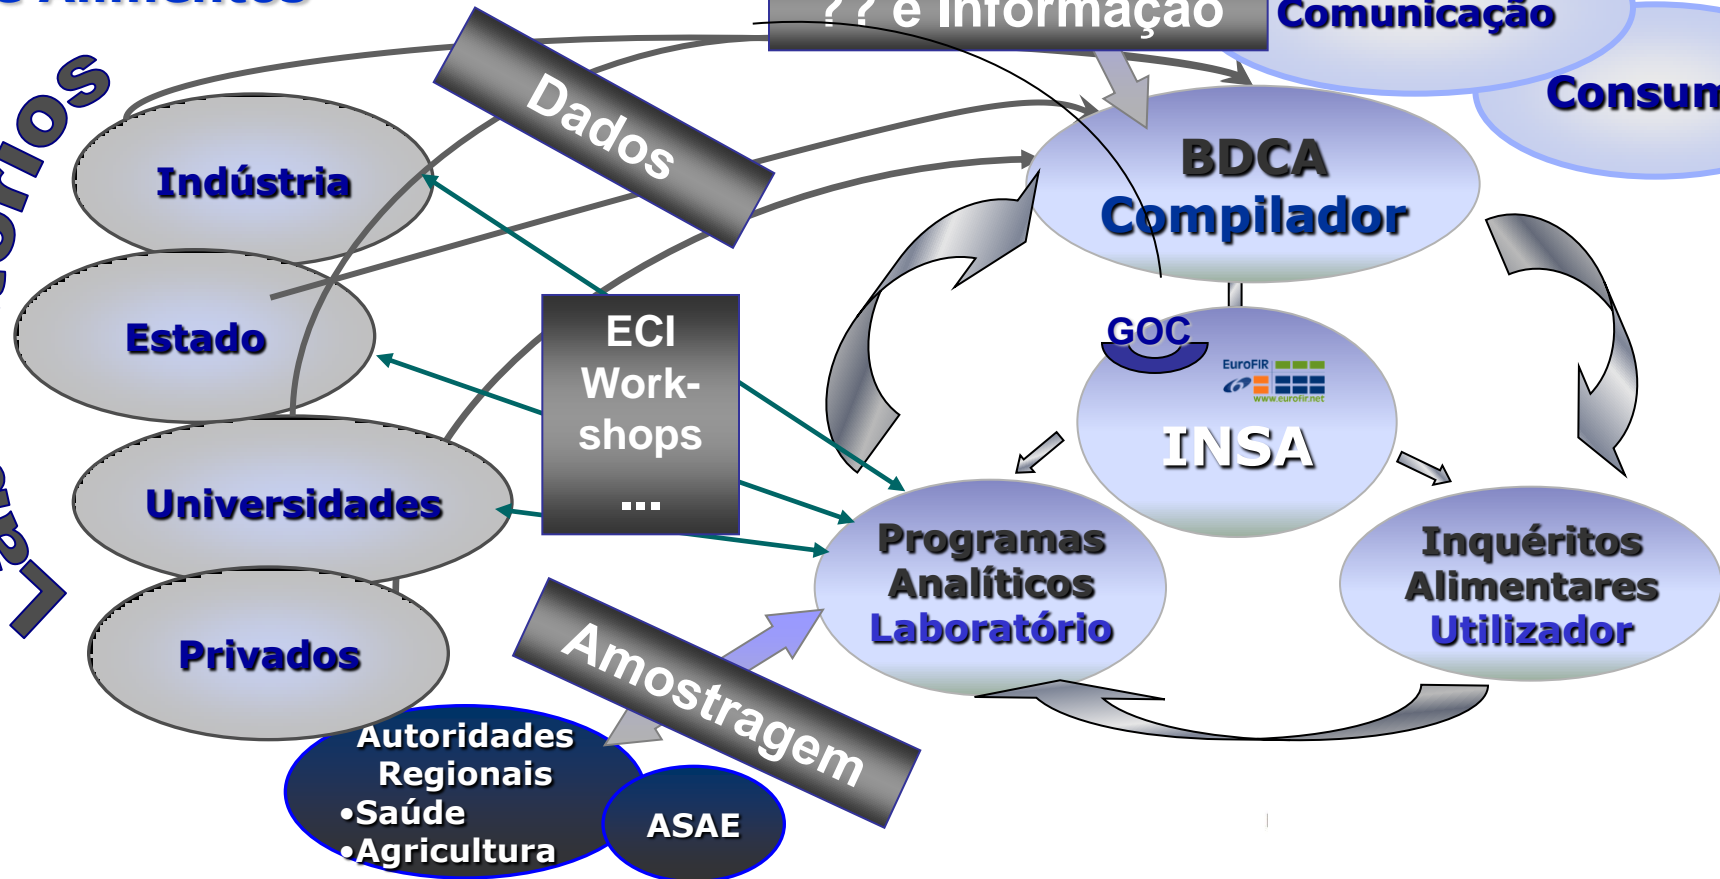 Alimentos
?? e Informação
Comunicação
Dados
Indústria
BDCA
Compilador
Estado
ECI
Work-
shops
...
GOC
EuroFIR
www.eurofir.net
INSA
Universidades
Programas
Analíticos
Laboratório
Inquéritos
Alimentares
Utilizador
Privados
Amostragem
Autoridades
Regionais
•Saúde
•Agricultura
ASAE